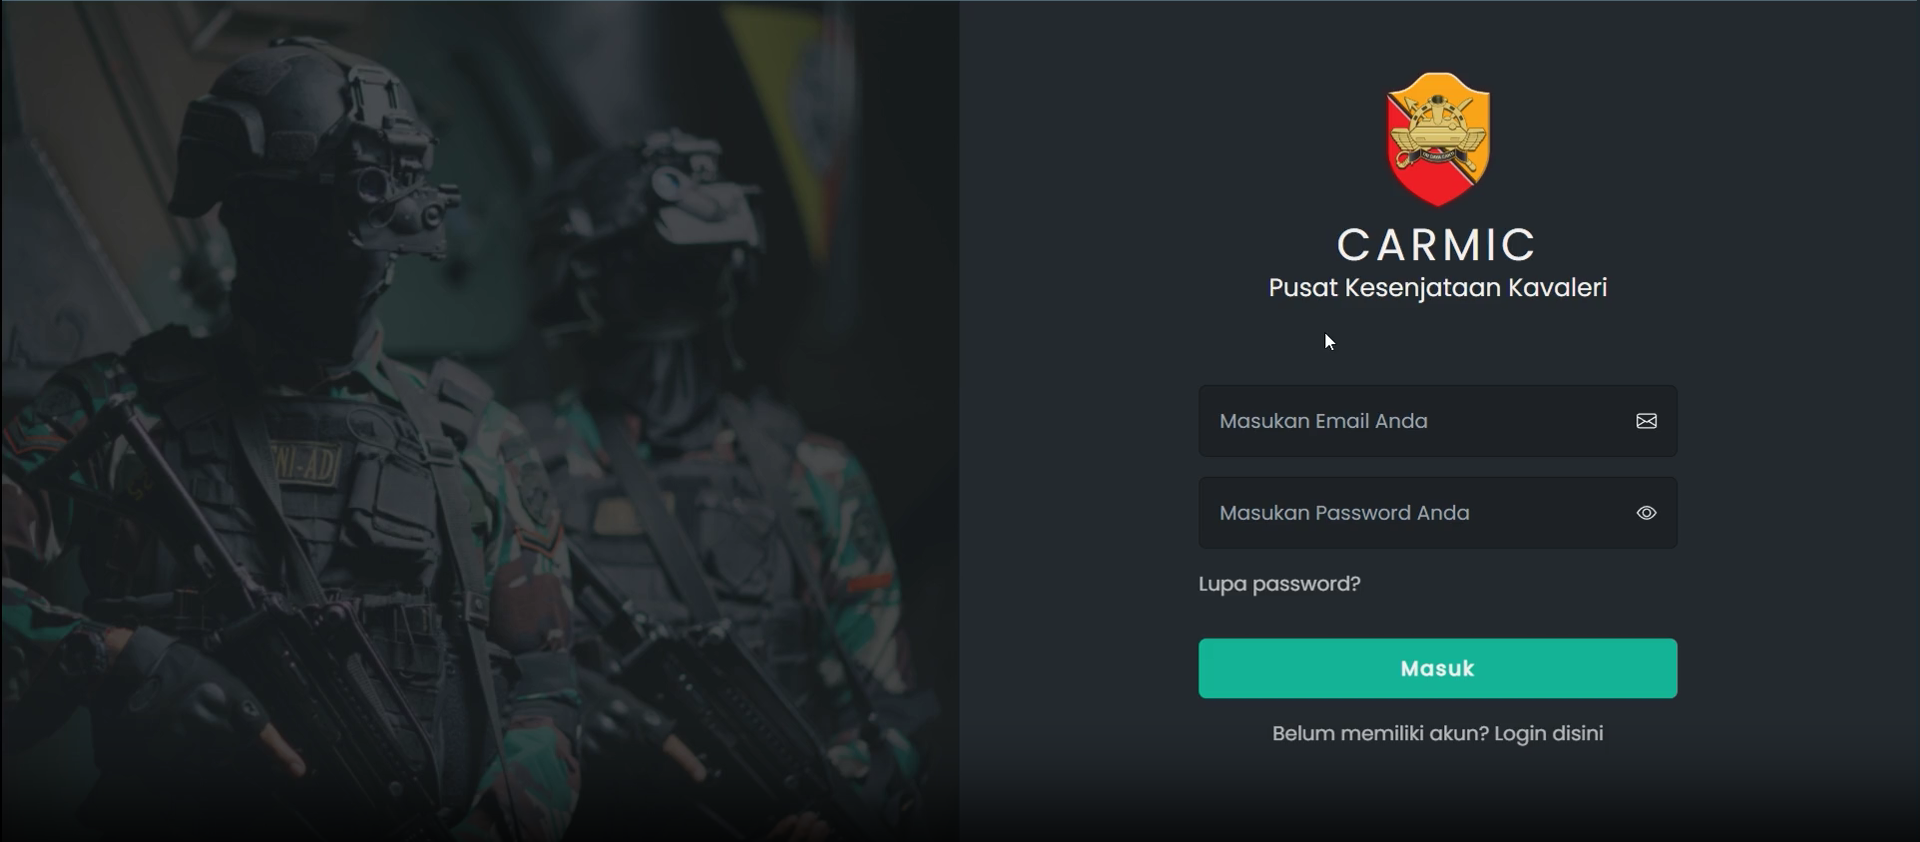 NI-AD
CARMIC
Pusat Kesenjataan Kavaleri
Masukan Email Anda
Masukan Password Anda
Lupa password?
Masuk
Belum memiliki akun? Login disini